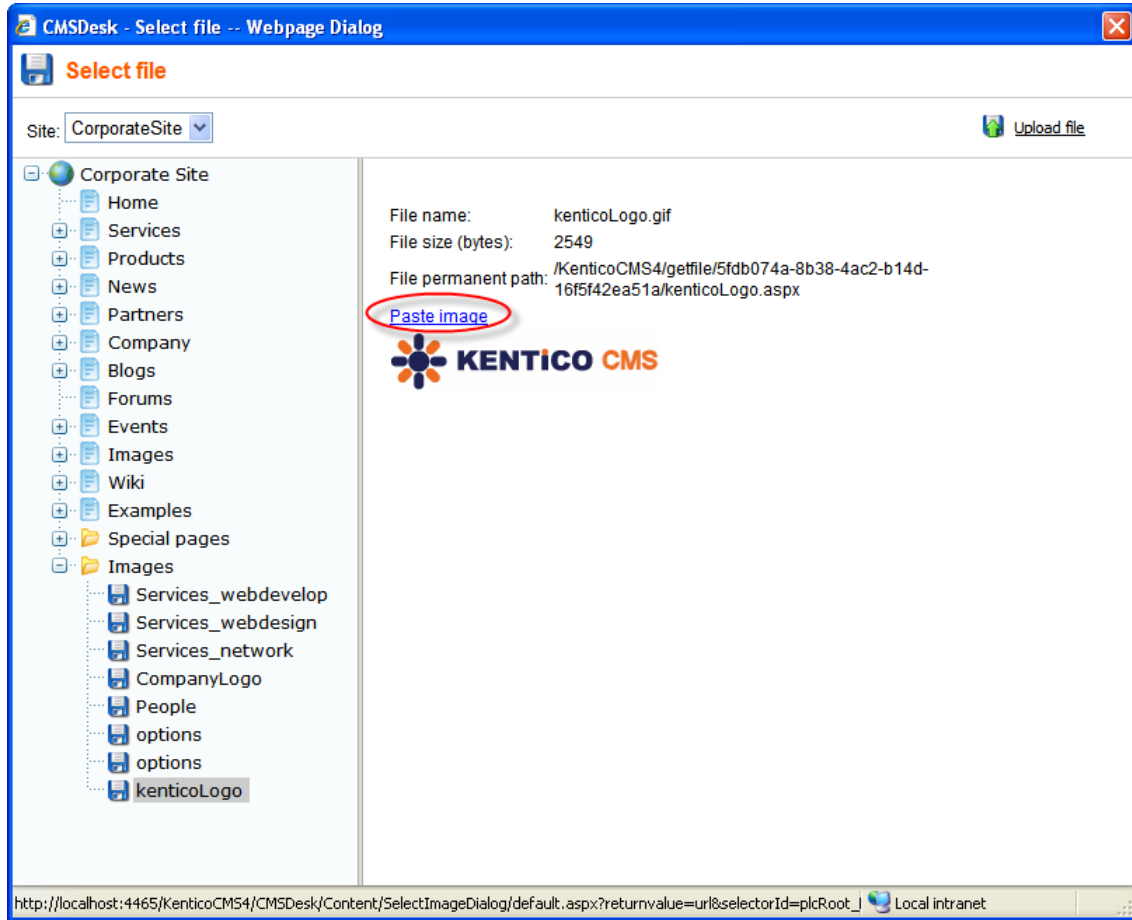 CMSDesk - Select file -- Webpage Dialog
Select file
Site: CorporateSite
Upload file
Corporate Site
Home
Services
Products
News
Partners
Company
Blogs
Forums
Events
Images
Wiki
Examples
Special pages
Images
Services_webdevelop
Services_webdesign
Services_network
CompanyLogo
People
options
options
kenticoLogo
File name: kenticoLogo.gif
File size (bytes): 2549
File permanent path: /KenticoCMS4/getfile/5fdb074a-8b38-4ac2-b14d-
16f5f42ea51a/kenticoLogo.aspx
Paste image
KENTiCO CMS
http://localhost:4465/KenticoCMS4/CMSDesk/Content/SelectImageDialog/default.aspx?returnvalue=url&selectorId=plcRoot_ Local intranet